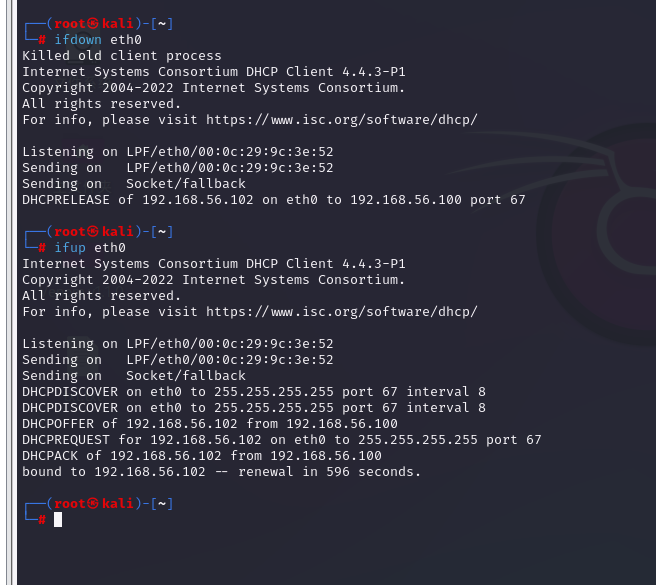 ┌──(root㉿kali)-[~]
└─# ifdown eth0
Killed old client process
Internet Systems Consortium DHCP Client 4.4.3-P1
Copyright 2004-2022 Internet Systems Consortium.
All rights reserved.
For info, please visit https://www.isc.org/software/dhcp/
Listening on LPF/eth0/00:0c:29:9c:3e:52
Sending on   LPF/eth0/00:0c:29:9c:3e:52
Sending on   Socket/fallback
DHCPRELEASE of 192.168.56.102 on eth0 to 192.168.56.100 port 67
┌──(root㉿kali)-[~]
└─# ifup eth0
Internet Systems Consortium DHCP Client 4.4.3-P1
Copyright 2004-2022 Internet Systems Consortium.
All rights reserved.
For info, please visit https://www.isc.org/software/dhcp/
Listening on LPF/eth0/00:0c:29:9c:3e:52
Sending on   LPF/eth0/00:0c:29:9c:3e:52
Sending on   Socket/fallback
DHCPDISCOVER on eth0 to 255.255.255.255 port 67 interval 8
DHCPDISCOVER on eth0 to 255.255.255.255 port 67 interval 8
DHCPOFFER of 192.168.56.102 from 192.168.56.100
DHCPREQUEST for 192.168.56.102 on eth0 to 255.255.255.255 port 67
DHCPACK of 192.168.56.102 from 192.168.56.100
bound to 192.168.56.102 -- renewal in 596 seconds.
┌──(root㉿kali)-[~]
└─#